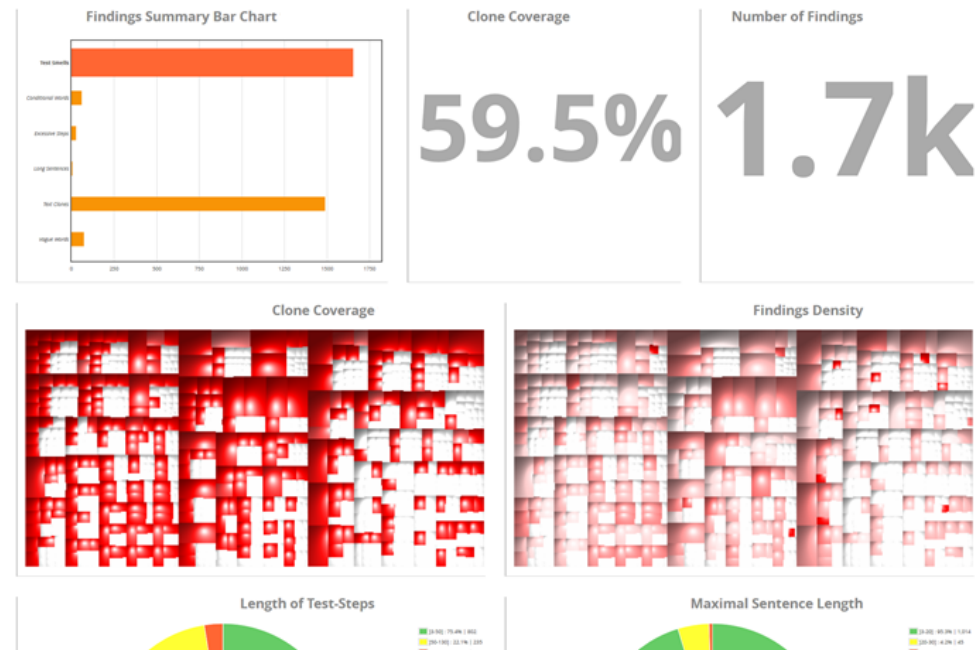 Findings Summary Bar Chart
Clone Coverage
Number of Findings
Test Smells
Conditional Words
Excessive Steps
Long Sentences
Text Clones
Vague Words
0 250 500 750 1000 1250 1500 1750
59.5%
1.7k
Clone Coverage
Findings Density
Length of Test-Steps
Maximal Sentence Length